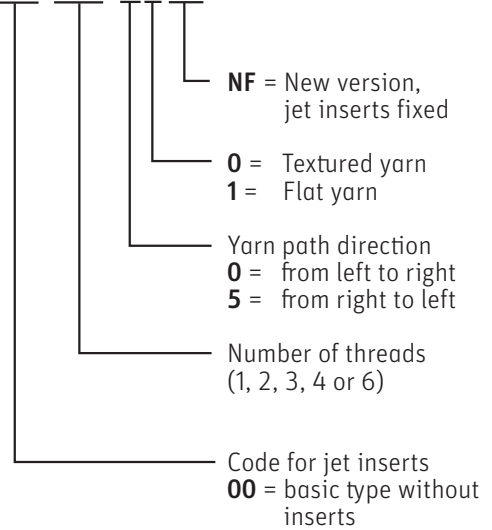 NF = New version,
jet inserts fixed
0 = Textured yarn
1 = Flat yarn
Yarn path direction
0 = from left to right
5 = from right to left
Number of threads
(1, 2, 3, 4 or 6)
Code for jet inserts
00 = basic type without
inserts